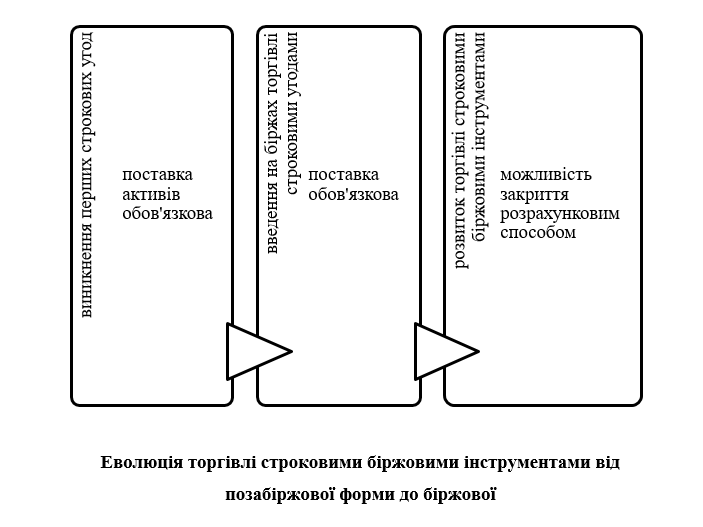 виникнення перших строкових угод
поставка
активів
обов'язкова
введення на біржах торгівлі
строковими угодами
поставка
обов'язкова
розвиток торгівлі строковими
біржовими інструментами
можливість
закриття
розрахунковим
способом
Еволюція торгівлі строковими біржовими інструментами від
позабіржової форми до біржової